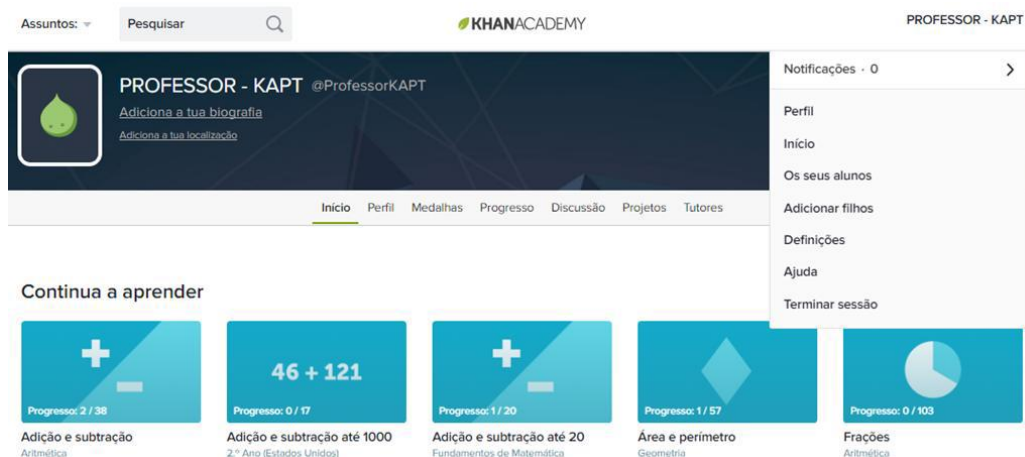 Assuntos:
Pesquisar
KHANACADEMY
PROFESSOR - KAPT
PROFESSOR - KAPT @ProfessorKAPT
Adiciona a tua biografia
Adiciona a tua localização
Notificações · 0
Perfil
Início
Os seus alunos
Adicionar filhos
Definições
Ajuda
Terminar sessão
Início Perfil Medalhas Progresso Discussão Projetos Tutores
Continua a aprender
Progresso: 2 / 38
Adição e subtração
Aritmética
46 + 121
Progresso: 0 / 17
Adição e subtração até 1000
2.º Ano (Estados Unidos)
Progresso: 1 / 20
Adição e subtração até 20
Fundamentos de Matemática
Progresso: 1 / 57
Área e perímetro
Geometria
Progresso: 0 / 103
Frações
Aritmética